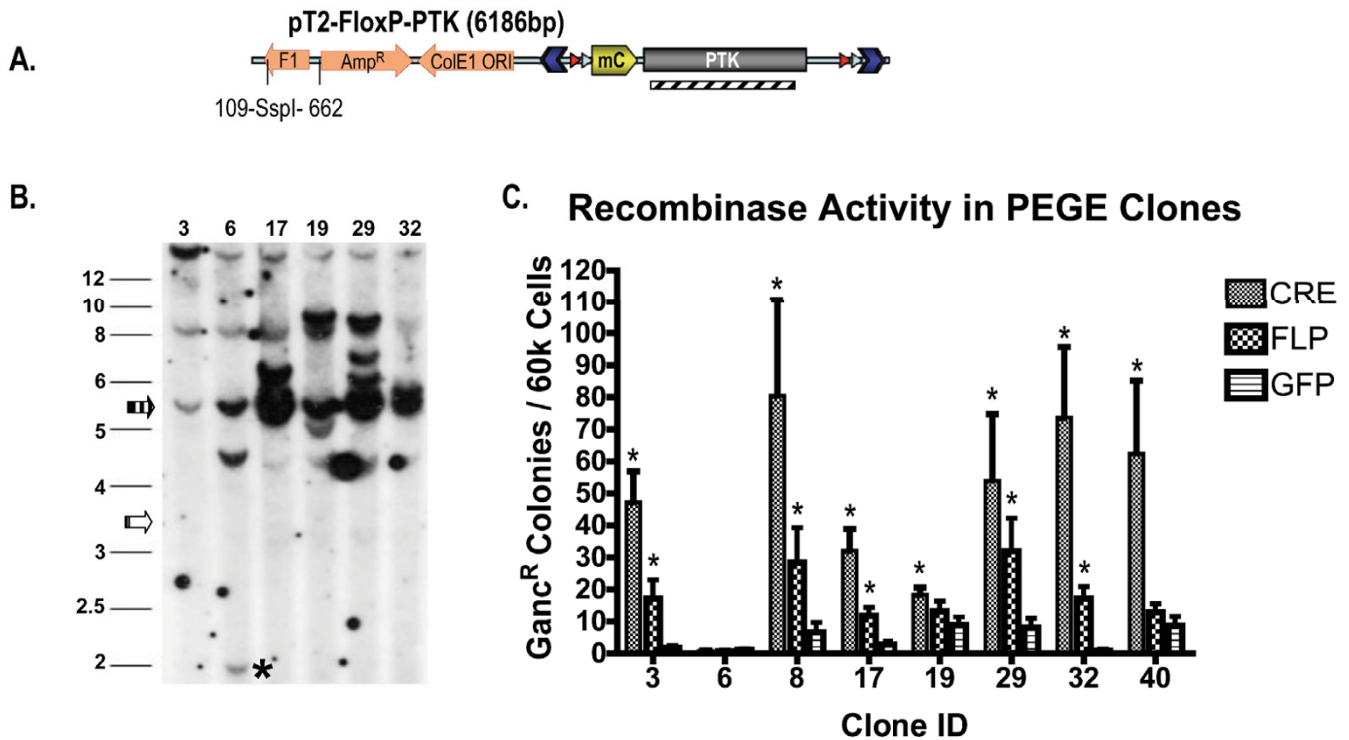 pT2-FloxP-PTK (6186bp)
A.
F1
Amp^R
ColE1 ORI
mC
PTK
109-SspI- 662
B.
3 6 17 19 29 32
12
10
8
6
5
4
3
2.5
2
*
C.
Recombinase Activity in PEGE Clones
Ganc^R Colonies / 60k Cells
120
110
100
90
80
70
60
50
40
30
20
10
0
* * * * * * * * * * * *
CRE
FLP
GFP
3 6 8 17 19 29 32 40
Clone ID